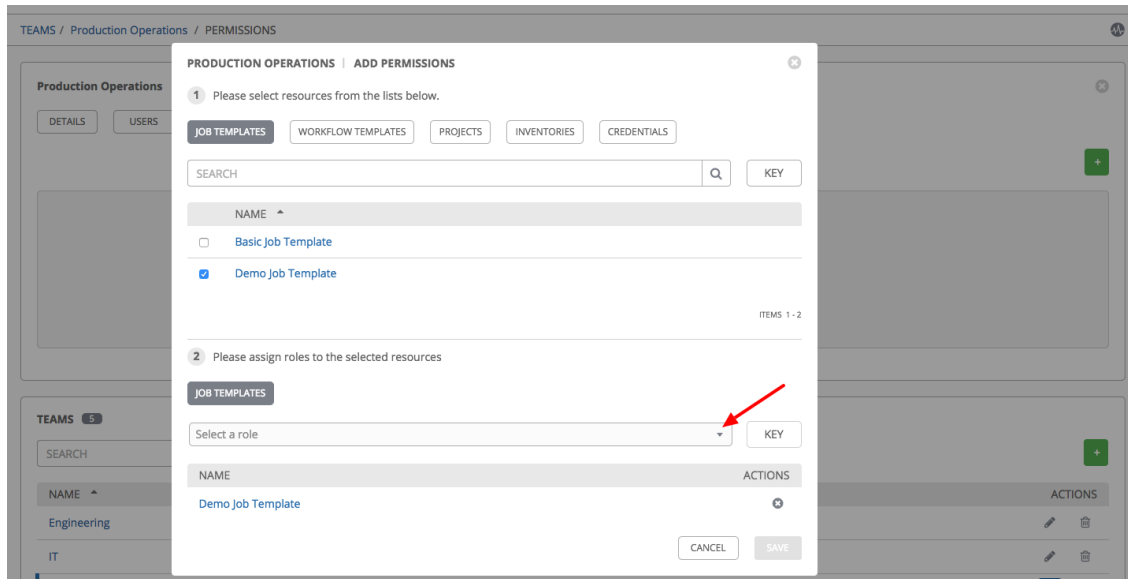 TEAMS / Production Operations / PERMISSIONS
PRODUCTION OPERATIONS | ADD PERMISSIONS
Production Operations
1 Please select resources from the lists below.
DETAILS USERS
JOB TEMPLATES WORKFLOW TEMPLATES PROJECTS INVENTORIES CREDENTIALS
+
SEARCH KEY
NAME
Basic Job Template
Demo Job Template
ITEMS 1 - 2
2 Please assign roles to the selected resources
JOB TEMPLATES
TEAMS 5
Select a role KEY
SEARCH +
NAME ACTIONS
NAME ACTIONS
Demo Job Template
Engineering
CANCEL SAVE
IT